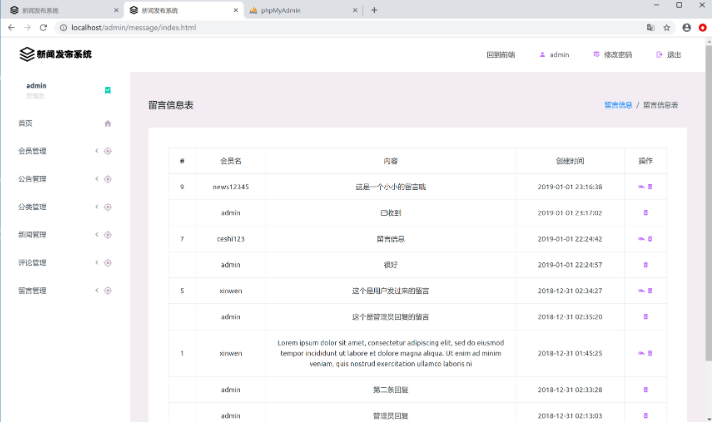 新闻发布系统
新闻发布系统
phpMyAdmin
localhost/admin/message/index.html
新闻发布系统
回到前端 admin 修改密码 退出
admin
首页
会员管理
公告管理
分类管理
新闻管理
评论管理
留言管理
留言信息表
留言信息 / 留言信息表
# 会员名 内容 创建时间 操作
9 news12345 这是一个小小的留言哦 2019-01-01 23:16:38
admin 已收到 2019-01-01 23:17:02
7 ceshi123 留言信息 2019-01-01 22:24:42
admin 很好 2019-01-01 22:24:57
5 xinwen 这个是用户发过来的留言 2018-12-31 02:34:27
admin 这个是管理员回复的留言 2018-12-31 02:35:20
1 xinwen Lorem ipsum dolor sit amet, consectetur adipiscing elit, sed do eiusmod
tempor incididunt ut labore et dolore magna aliqua. Ut enim ad minim
veniam, quis nostrud exercitation ullamco laboris ni 2018-12-31 01:45:25
admin 第二条回复 2018-12-31 02:33:28
admin 管理员回复 2018-12-31 02:13:03